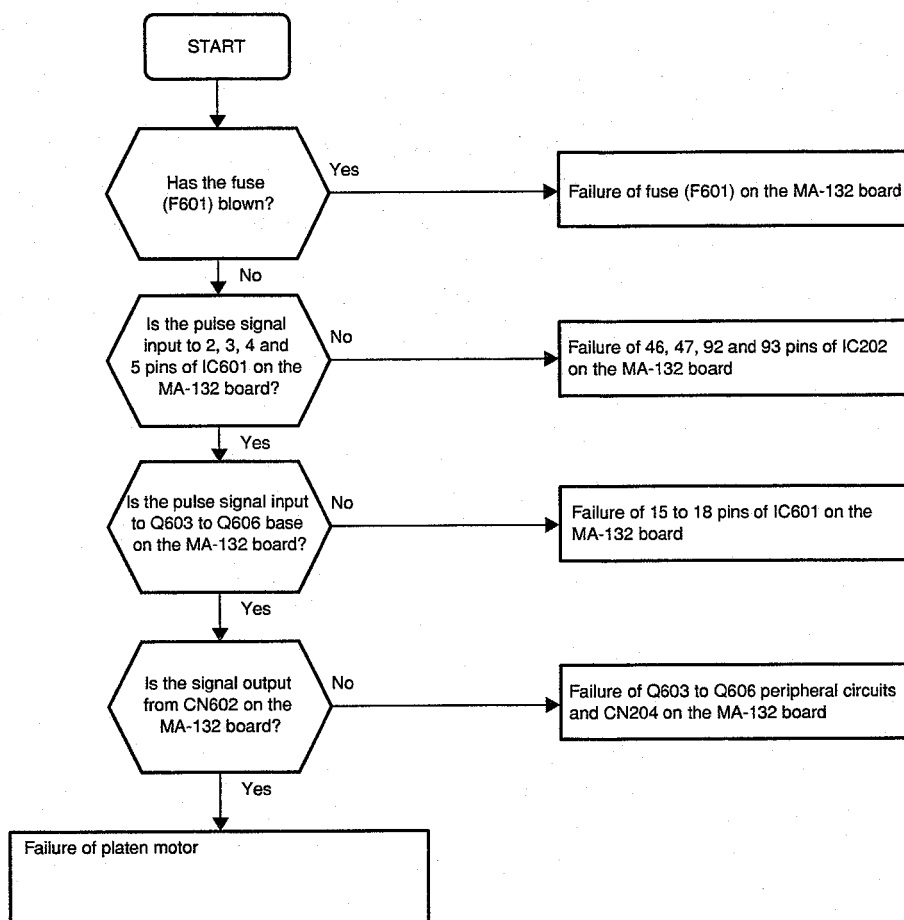 START
Has the fuse
(F601) blown?
Yes
Failure of fuse (F601) on the MA-132 board
No
Is the pulse signal
input to 2, 3, 4 and
5 pins of IC601 on the
MA-132 board?
No
Failure of 46, 47, 92 and 93 pins of IC202
on the MA-132 board
Yes
Is the pulse signal input
to Q603 to Q606 base
on the MA-132 board?
No
Failure of 15 to 18 pins of IC601 on the
MA-132 board
Yes
Is the signal output
from CN602 on the
MA-132 board?
No
Failure of Q603 to Q606 peripheral circuits
and CN204 on the MA-132 board
Yes
Failure of platen motor